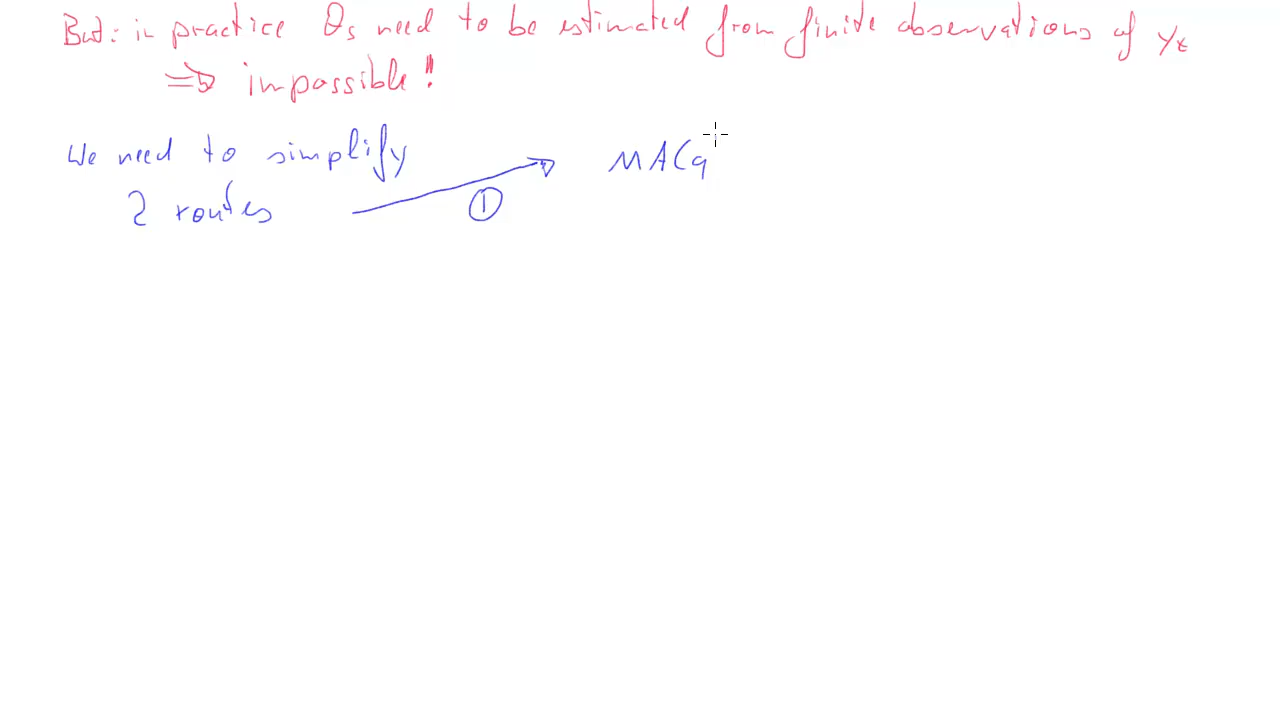 But: in practice θs need to be estimated from finite observations of yt
⇒ impossible!!
We need to simplify
2 routes
① MA(q